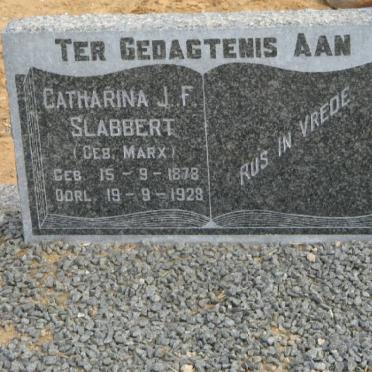 TER GEDAGTENIS AAN
CATHARINA J. F.
SLABBERT
(GEB. MARX)
GEB. 15-9-1878
OORL. 19-9-1928
RUS IN VREDE